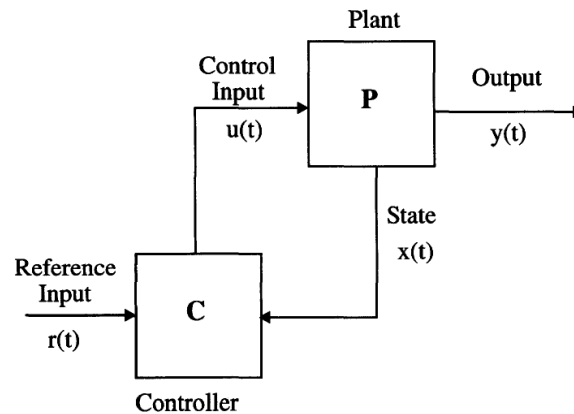 Plant
P
Control
Input
u(t)
Output
y(t)
State
x(t)
Reference
Input
r(t)
C
Controller